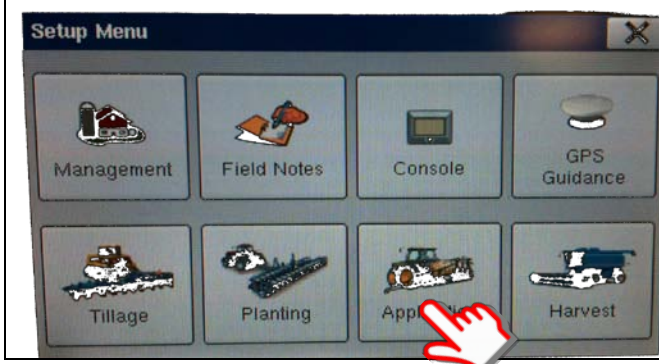 Setup Menu
Management
Field Notes
Console
GPS
Guidance
Tillage
Planting
Harvest